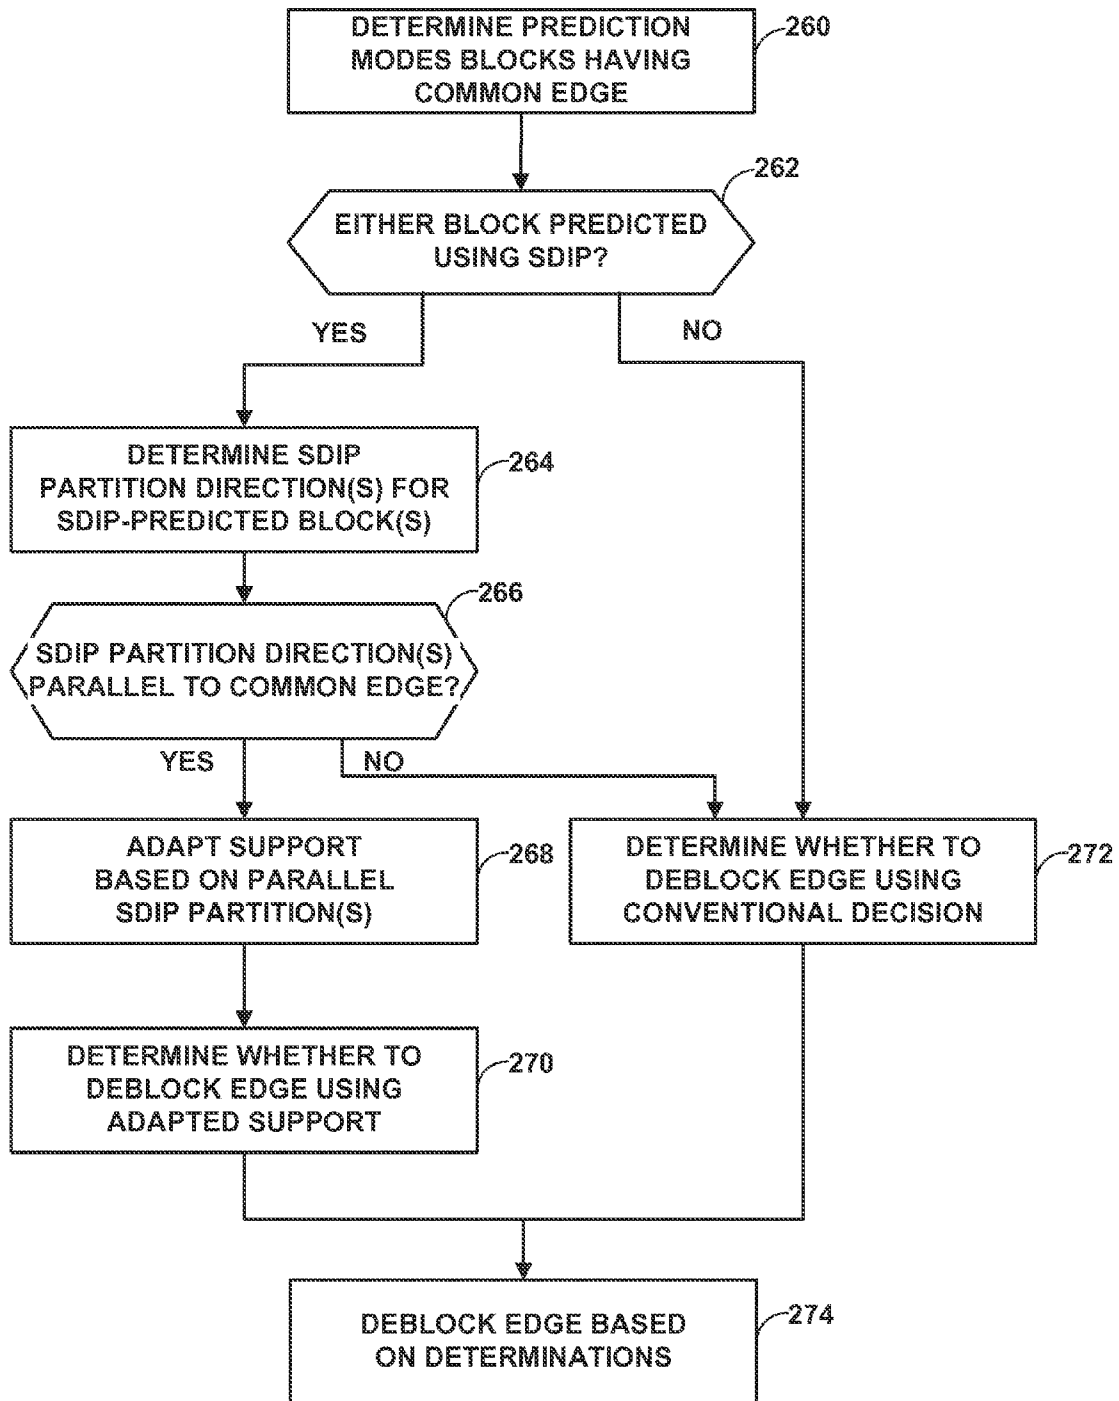 DETERMINE PREDICTION
MODES BLOCKS HAVING
COMMON EDGE
260
262
EITHER BLOCK PREDICTED
USING SDIP?
YES
NO
DETERMINE SDIP
PARTITION DIRECTION(S) FOR
SDIP-PREDICTED BLOCK(S)
264
266
SDIP PARTITION DIRECTION(S)
PARALLEL TO COMMON EDGE?
YES
NO
ADAPT SUPPORT
BASED ON PARALLEL
SDIP PARTITION(S)
268
DETERMINE WHETHER TO
DEBLOCK EDGE USING
CONVENTIONAL DECISION
272
DETERMINE WHETHER TO
DEBLOCK EDGE USING
ADAPTED SUPPORT
270
DEBLOCK EDGE BASED
ON DETERMINATIONS
274